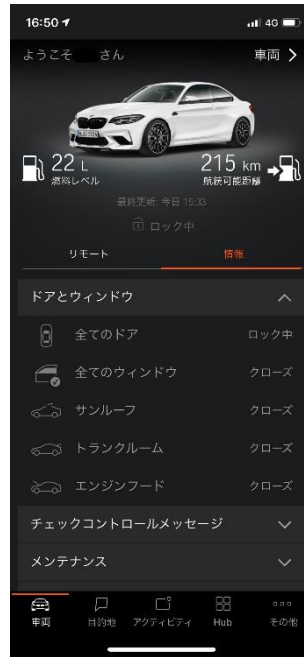 16:50 4G
ようこそ さん 車両
22 L 215 km
燃料レベル 航続可能距離
最終更新: 今日 15:33
ロック中
リモート 情報
ドアとウィンドウ
全てのドア ロック中
全てのウィンドウ クローズ
サンルーフ クローズ
トランクルーム クローズ
エンジンフード クローズ
チェックコントロールメッセージ
メンテナンス
車両 目的地 アクティビティ Hub その他